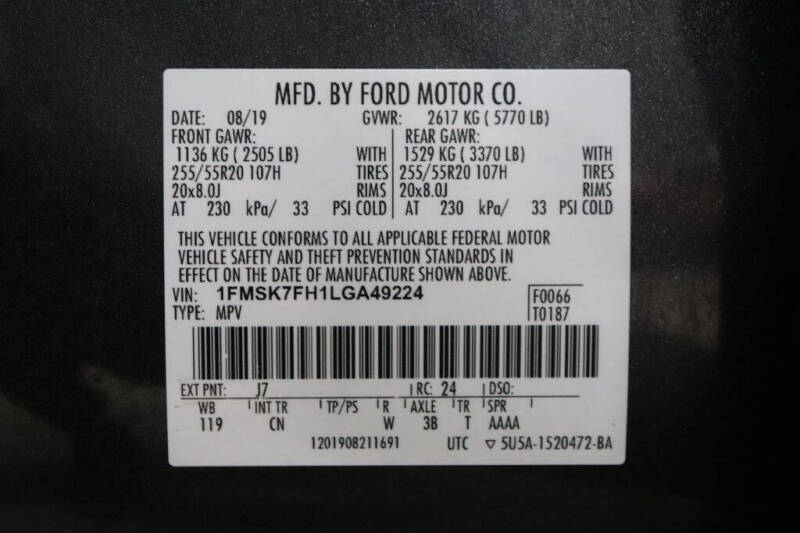 MFD. BY FORD MOTOR CO.
DATE: 08/19 GVWR: 2617 KG ( 5770 LB)
FRONT GAWR: REAR GAWR:
1136 KG ( 2505 LB) WITH 1529 KG ( 3370 LB) WITH
255/55R20 107H TIRES 255/55R20 107H TIRES
20x8.0J RIMS 20x8.0J RIMS
AT 230 kPa/ 33 PSI COLD AT 230 kPa/ 33 PSI COLD
THIS VEHICLE CONFORMS TO ALL APPLICABLE FEDERAL MOTOR
VEHICLE SAFETY AND THEFT PREVENTION STANDARDS IN
EFFECT ON THE DATE OF MANUFACTURE SHOWN ABOVE.
VIN: 1FMSK7FH1LGA49224 F0066
TYPE: MPV T0187
EXT PNT: J7 RC: 24 DSO:
WB INT TR TP/PS R AXLE TR SPR
119 CN W 3B T AAAA
1201908211691 UTC ▽ 5U5A-1520472-BA